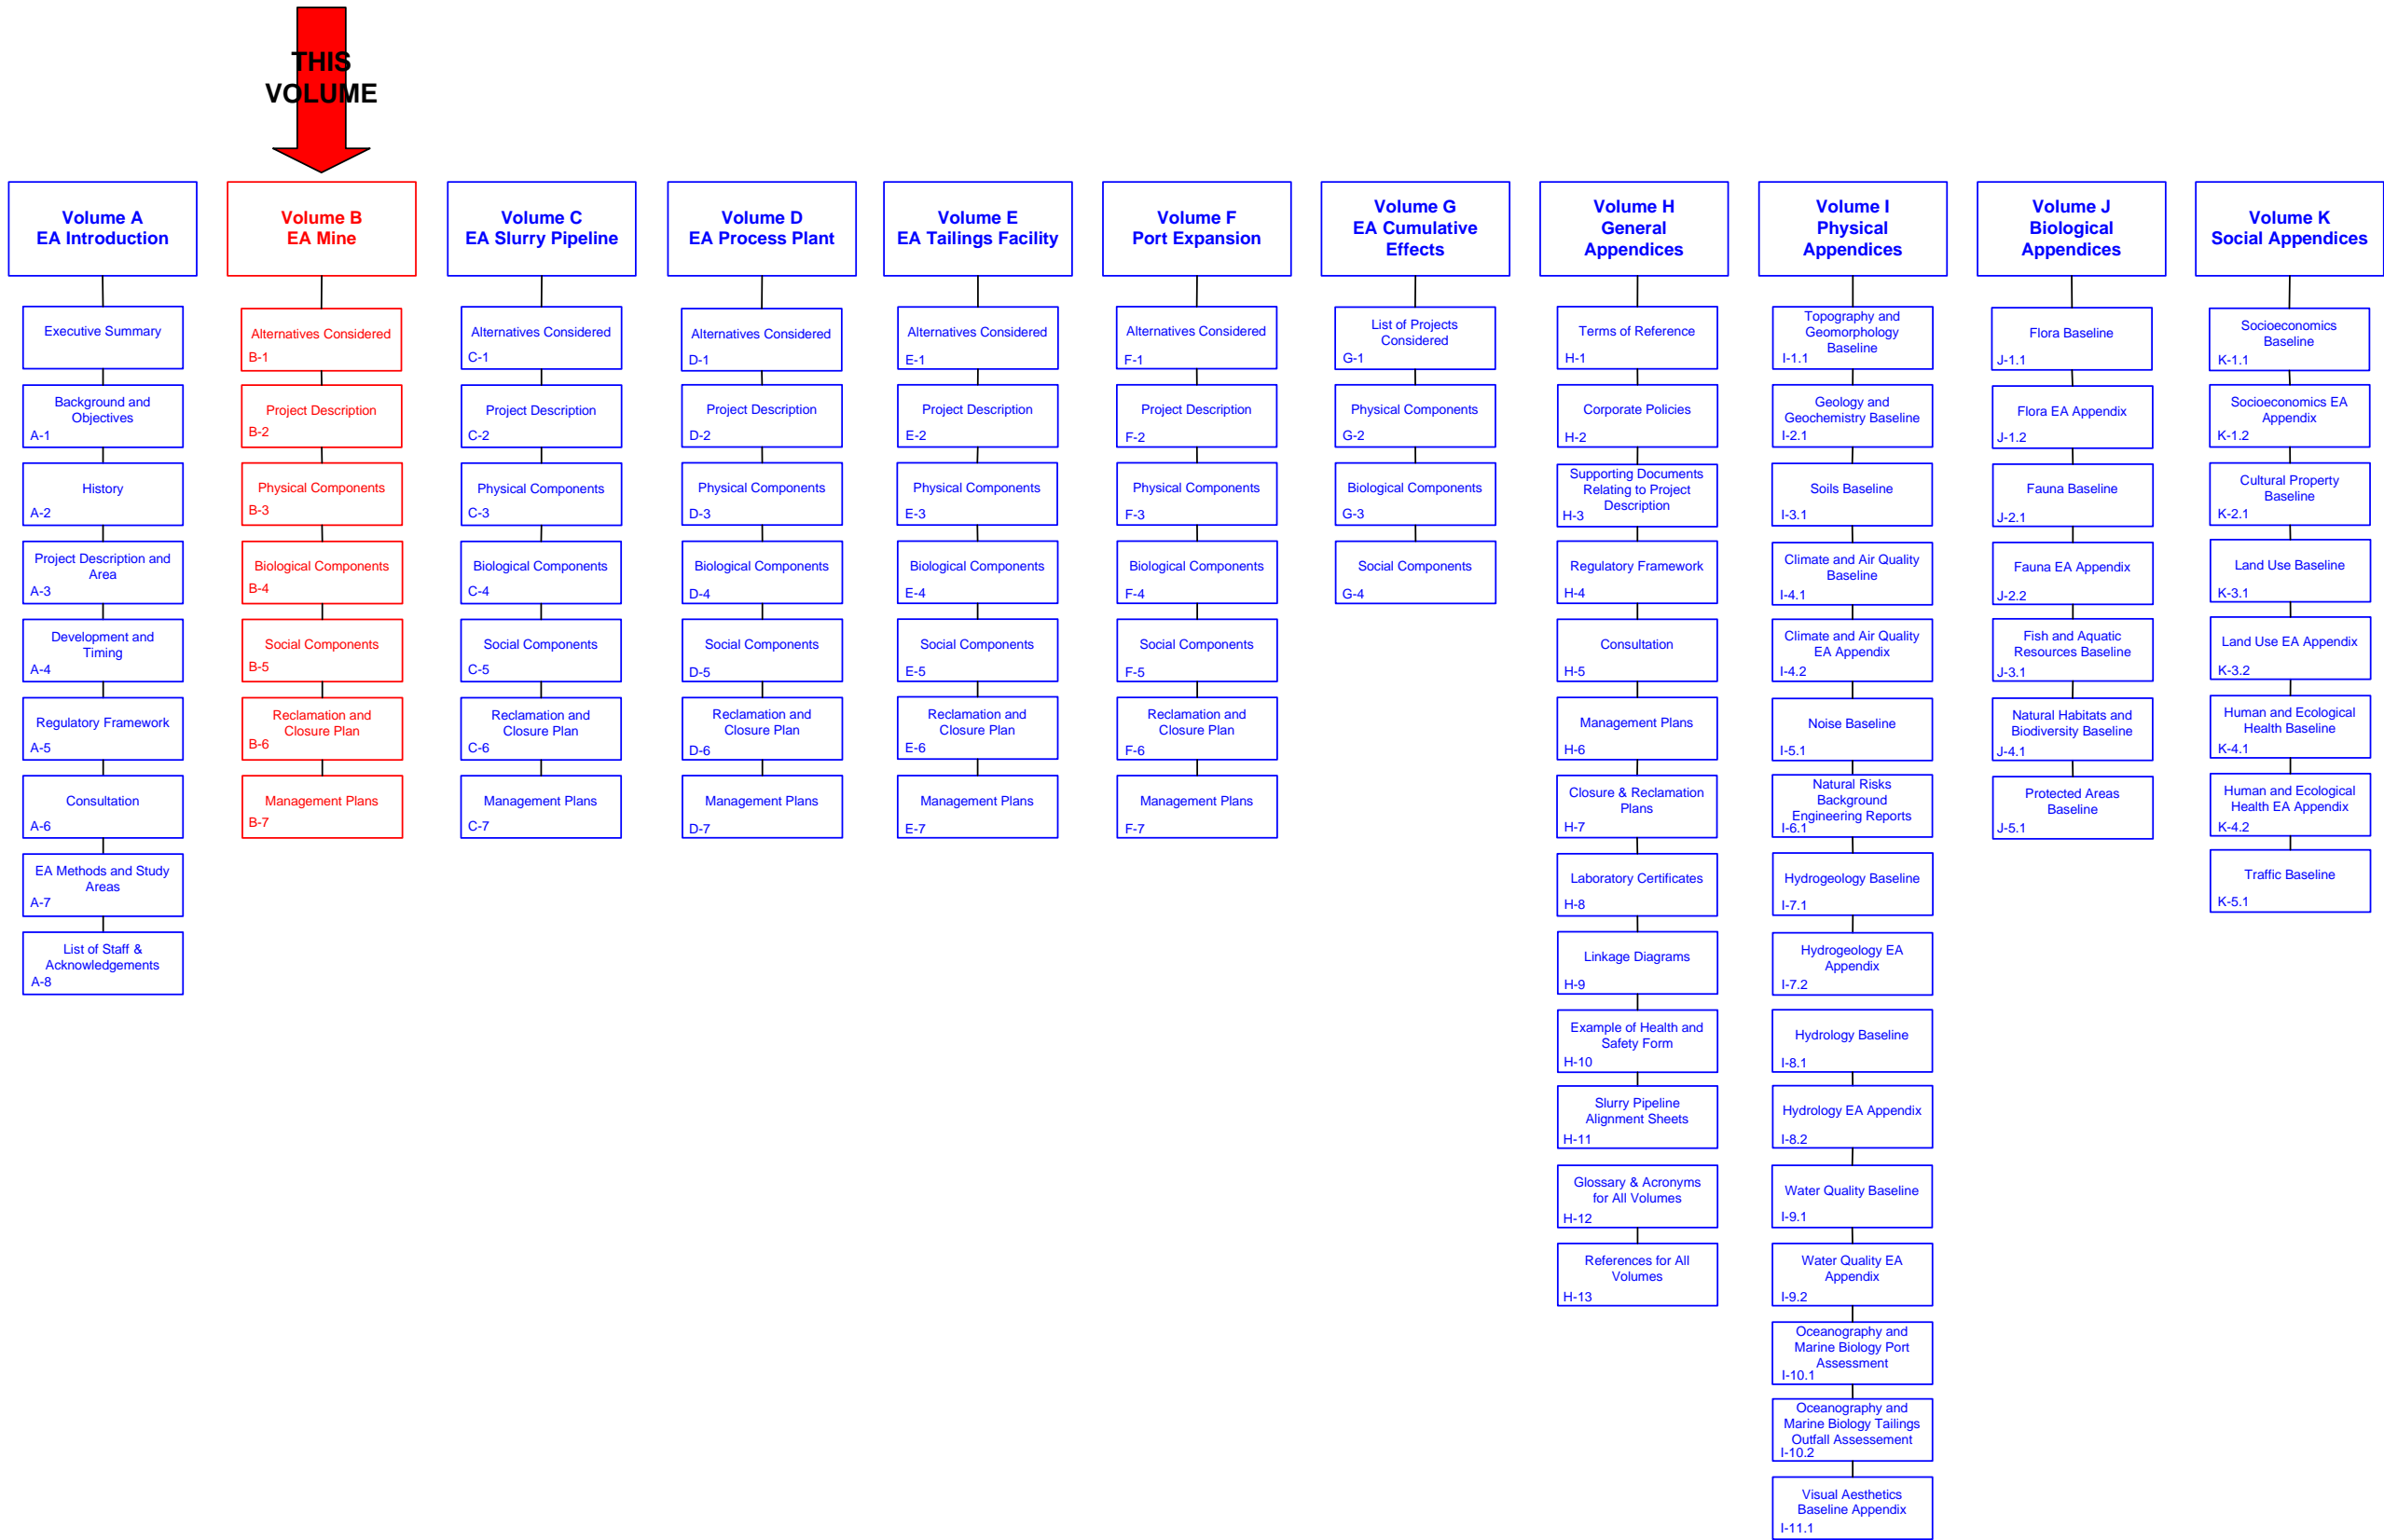 THIS
VOLUME
Volume A
EA Introduction
Executive Summary
Background and
Objectives
A-1
History
A-2
Project Description and
Area
A-3
Development and
Timing
A-4
Regulatory Framework
A-5
Consultation
A-6
EA Methods and Study
Areas
A-7
List of Staff &
Acknowledgements
A-8
Volume B
EA Mine
Alternatives Considered
B-1
Project Description
B-2
Physical Components
B-3
Biological Components
B-4
Social Components
B-5
Reclamation and
Closure Plan
B-6
Management Plans
B-7
Volume C
EA Slurry Pipeline
Alternatives Considered
C-1
Project Description
C-2
Physical Components
C-3
Biological Components
C-4
Social Components
C-5
Reclamation and
Closure Plan
C-6
Management Plans
C-7
Volume D
EA Process Plant
Alternatives Considered
D-1
Project Description
D-2
Physical Components
D-3
Biological Components
D-4
Social Components
D-5
Reclamation and
Closure Plan
D-6
Management Plans
D-7
Volume E
EA Tailings Facility
Alternatives Considered
E-1
Project Description
E-2
Physical Components
E-3
Biological Components
E-4
Social Components
E-5
Reclamation and
Closure Plan
E-6
Management Plans
E-7
Volume F
Port Expansion
Alternatives Considered
F-1
Project Description
F-2
Physical Components
F-3
Biological Components
F-4
Social Components
F-5
Reclamation and
Closure Plan
F-6
Management Plans
F-7
Volume G
EA Cumulative
Effects
List of Projects
Considered
G-1
Physical Components
G-2
Biological Components
G-3
Social Components
G-4
Volume H
General
Appendices
Terms of Reference
H-1
Corporate Policies
H-2
Supporting Documents
Relating to Project
Description
H-3
Regulatory Framework
H-4
Consultation
H-5
Management Plans
H-6
Closure & Reclamation
Plans
H-7
Laboratory Certificates
H-8
Linkage Diagrams
H-9
Example of Health and
Safety Form
H-10
Slurry Pipeline
Alignment Sheets
H-11
Glossary & Acronyms
for All Volumes
H-12
References for All
Volumes
H-13
Volume I
Physical
Appendices
Topography and
Geomorphology
Baseline
I-1.1
Geology and
Geochemistry Baseline
I-2.1
Soils Baseline
I-3.1
Climate and Air Quality
Baseline
I-4.1
Climate and Air Quality
EA Appendix
I-4.2
Noise Baseline
I-5.1
Natural Risks
Background
Engineering Reports
I-6.1
Hydrogeology Baseline
I-7.1
Hydrogeology EA
Appendix
I-7.2
Hydrology Baseline
I-8.1
Hydrology EA Appendix
I-8.2
Water Quality Baseline
I-9.1
Water Quality EA
Appendix
I-9.2
Oceanography and
Marine Biology Port
Assessment
I-10.1
Oceanography and
Marine Biology Tailings
Outfall Assessement
I-10.2
Visual Aesthetics
Baseline Appendix
I-11.1
Volume J
Biological
Appendices
Flora Baseline
J-1.1
Flora EA Appendix
J-1.2
Fauna Baseline
J-2.1
Fauna EA Appendix
J-2.2
Fish and Aquatic
Resources Baseline
J-3.1
Natural Habitats and
Biodiversity Baseline
J-4.1
Protected Areas
Baseline
J-5.1
Volume K
Social Appendices
Socioeconomics
Baseline
K-1.1
Socioeconomics EA
Appendix
K-1.2
Cultural Property
Baseline
K-2.1
Land Use Baseline
K-3.1
Land Use EA Appendix
K-3.2
Human and Ecological
Health Baseline
K-4.1
Human and Ecological
Health EA Appendix
K-4.2
Traffic Baseline
K-5.1